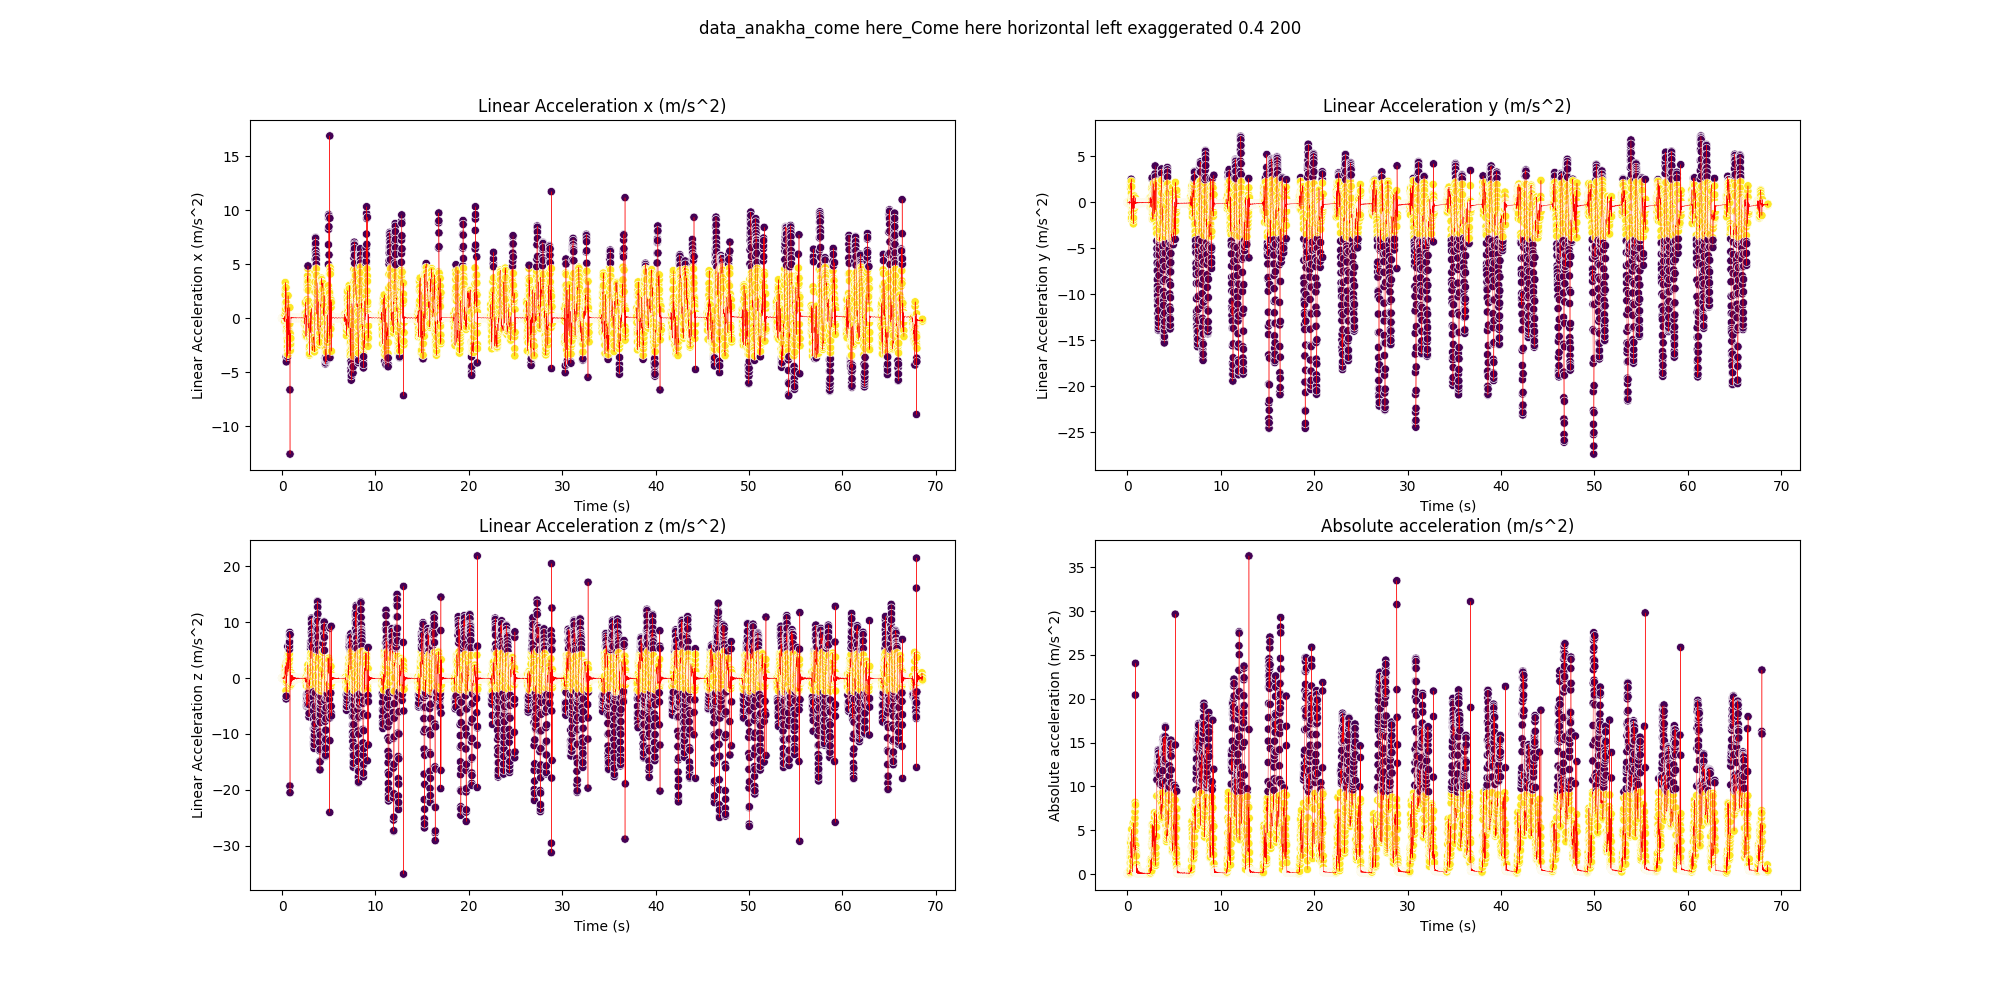 data_anakha_come here_Come here horizontal left exaggerated 0.4 200
Linear Acceleration x (m/s^2)
Linear Acceleration x (m/s^2)
15
10
5
0
−5
−10
0 10 20 30 40 50 60 70
Time (s)
Linear Acceleration y (m/s^2)
Linear Acceleration y (m/s^2)
5
0
−5
−10
−15
−20
−25
0 10 20 30 40 50 60 70
Time (s)
Linear Acceleration z (m/s^2)
Linear Acceleration z (m/s^2)
20
10
0
−10
−20
−30
0 10 20 30 40 50 60 70
Time (s)
Absolute acceleration (m/s^2)
Absolute acceleration (m/s^2)
35
30
25
20
15
10
5
0
0 10 20 30 40 50 60 70
Time (s)